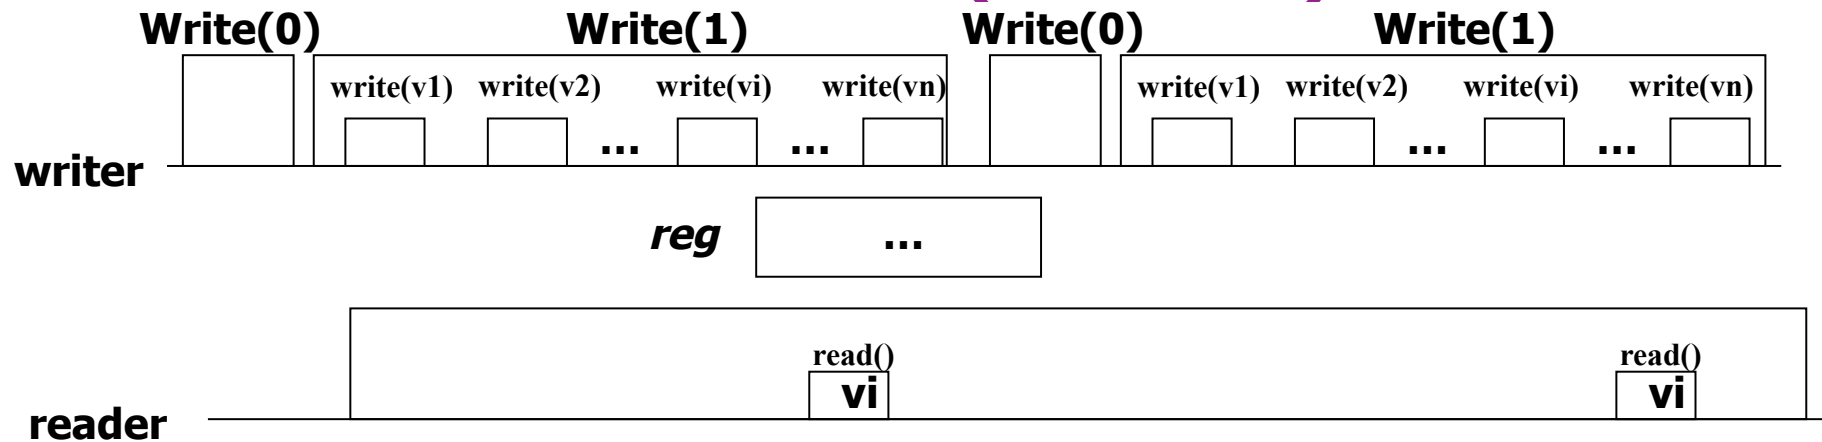 Write(0) Write(1) Write(0) Write(1)
write(v1) write(v2) write(vi) write(vn) write(v1) write(v2) write(vi) write(vn)
... ... ... ...
writer
reg ...
read() read()
vi vi
reader